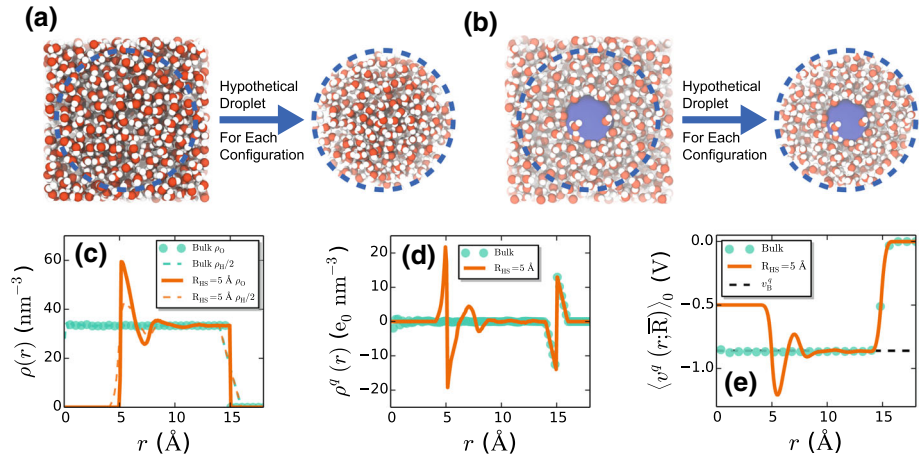 (a)
Hypothetical
Droplet
For Each
Configuration
(b)
Hypothetical
Droplet
For Each
Configuration
(c)
Bulk ρ_O
Bulk ρ_H/2
R_HS=5 Å ρ_O
R_HS=5 Å ρ_H/2
ρ(r) (nm⁻³)
60
40
20
0
0 5 10 15
r (Å)
(d)
Bulk
R_HS=5 Å
ρ^q(r) (e₀ nm⁻³)
20
10
0
−10
−20
0 5 10 15
r (Å)
(e)
Bulk
R_HS=5 Å
v_B^q
⟨v^q(r;R̅)⟩₀ (V)
0.0
−0.5
−1.0
0 5 10 15
r (Å)